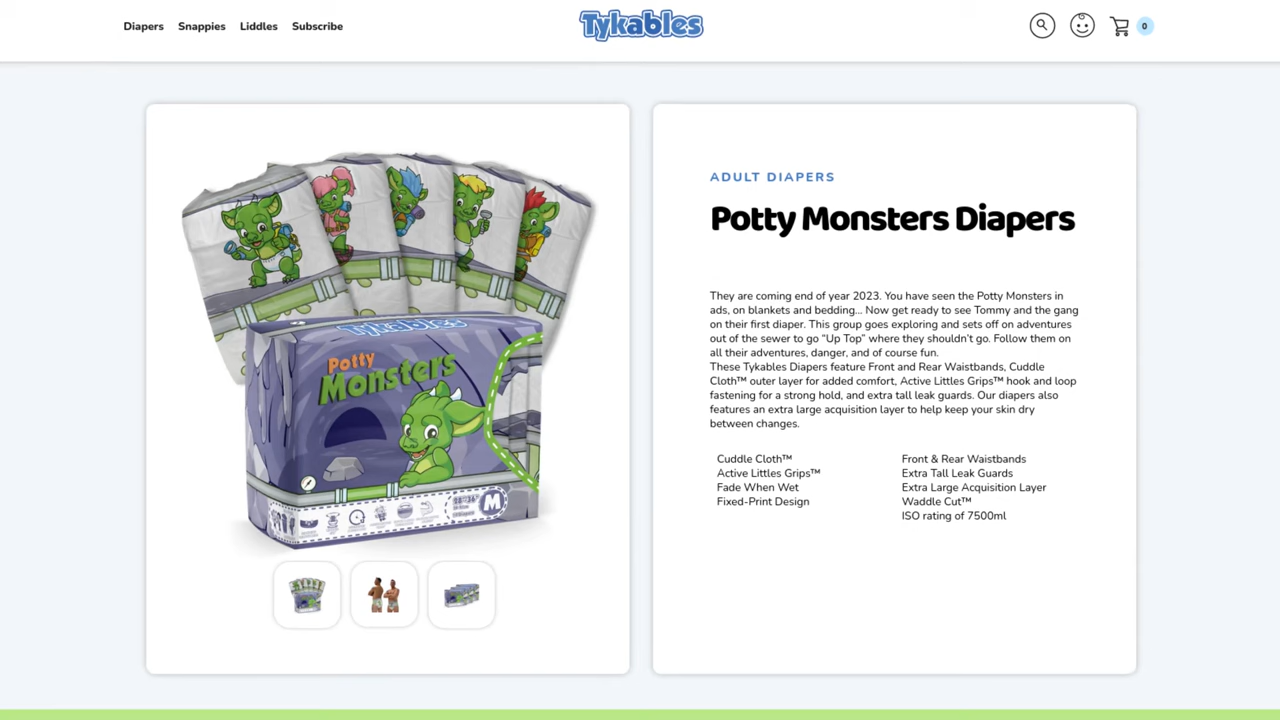 Diapers Snappies Liddles Subscribe
Tykables
0
Tykables
Potty
Monsters
M
ADULT DIAPERS
Potty Monsters Diapers
They are coming end of year 2023. You have seen the Potty Monsters in
ads, on blankets and bedding... Now get ready to see Tommy and the gang
on their first diaper. This group goes exploring and sets off on adventures
out of the sewer to go “Up Top” where they shouldn’t go. Follow them on
all their adventures, danger, and of course fun.
These Tykables Diapers feature Front and Rear Waistbands, Cuddle
Cloth™ outer layer for added comfort, Active Littles Grips™ hook and loop
fastening for a strong hold, and extra tall leak guards. Our diapers also
features an extra large acquisition layer to help keep your skin dry
between changes.
Cuddle Cloth™
Active Littles Grips™
Fade When Wet
Fixed-Print Design
Front & Rear Waistbands
Extra Tall Leak Guards
Extra Large Acquisition Layer
Waddle Cut™
ISO rating of 7500ml